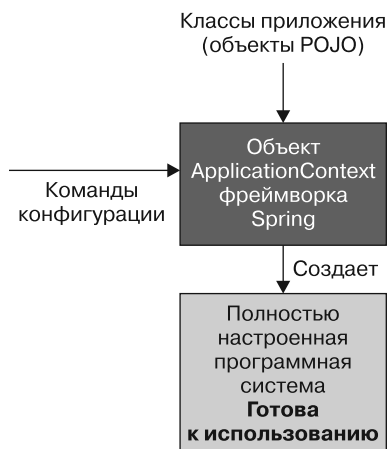 Классы приложения
(объекты POJO)
Объект
ApplicationContext
фреймворка
Spring
Команды
конфигурации
Создает
Полностью
настроенная
программная
система
Готова
к использованию